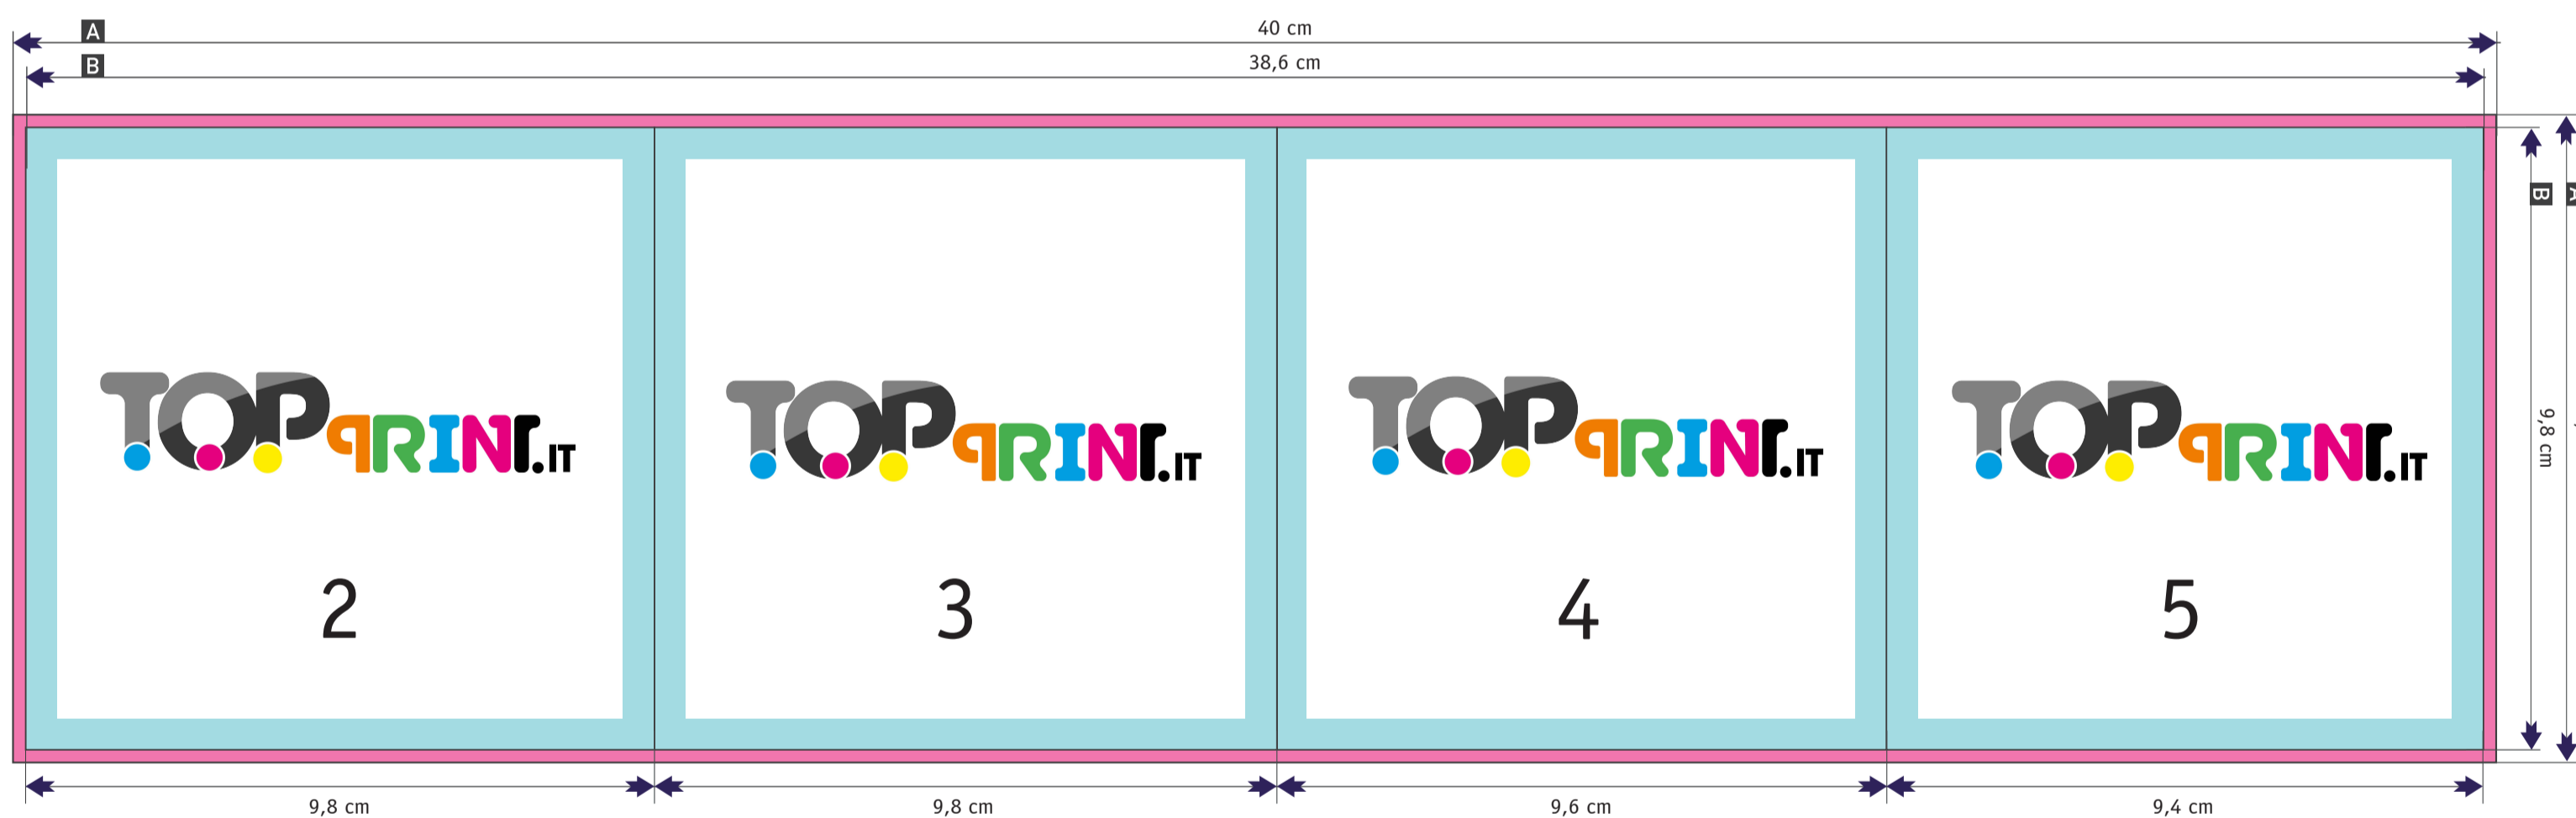 A
40 cm
B
38,6 cm
B
TOPPRINT.IT
TOPPRINT.IT
TOPPRINT.IT
TOPPRINT.IT
9,8 cm
2
3
4
5
9,8 cm
9,8 cm
9,6 cm
9,4 cm